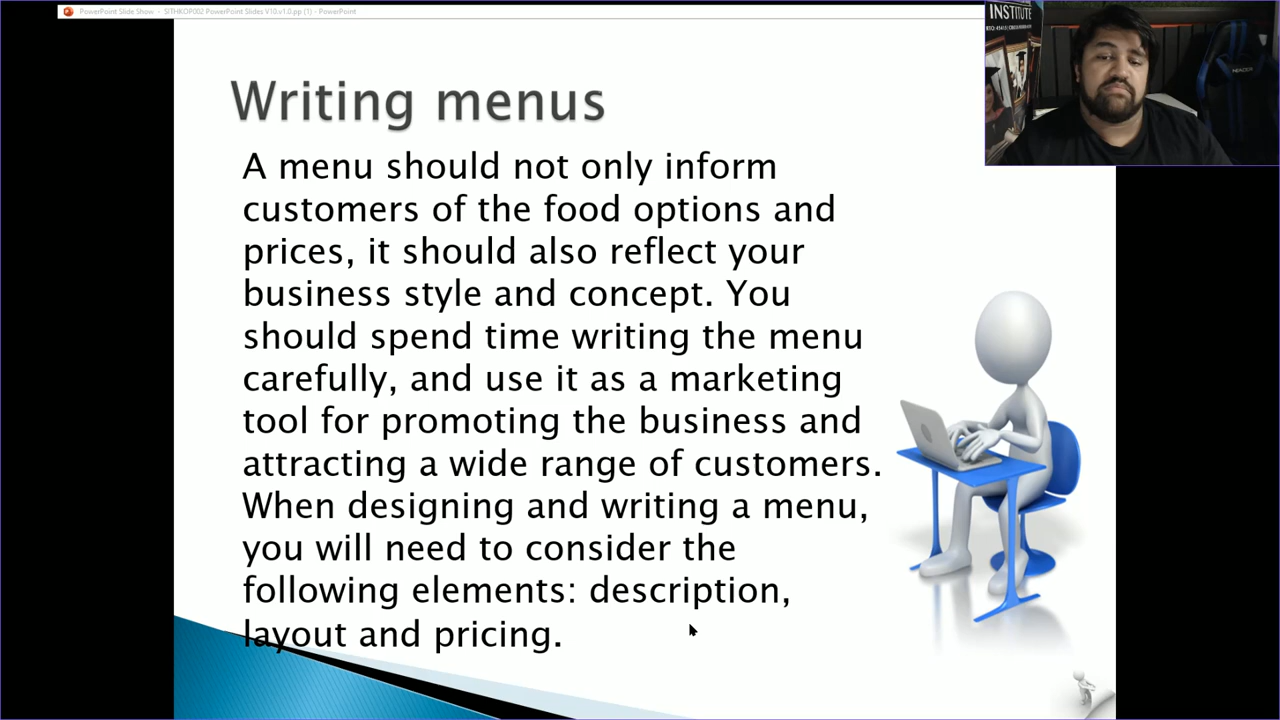 PowerPoint Slide Show - SITHKOP002 PowerPoint Slides V10.v1.0.pp (1) - PowerPoint
INSTITUTE
Writing menus
A menu should not only inform
customers of the food options and
prices, it should also reflect your
business style and concept. You
should spend time writing the menu
carefully, and use it as a marketing
tool for promoting the business and
attracting a wide range of customers.
When designing and writing a menu,
you will need to consider the
following elements: description,
layout and pricing.